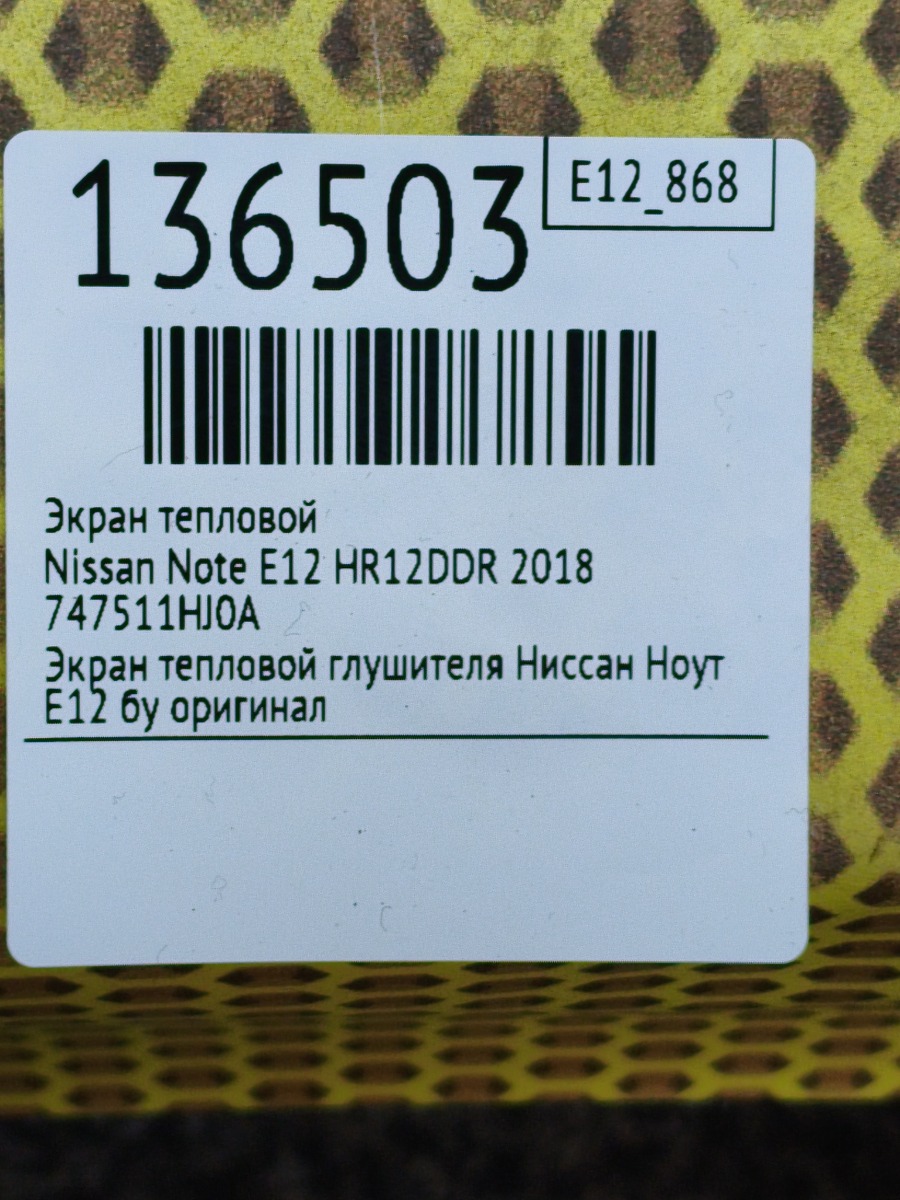 136503
E12_868
Экран тепловой
Nissan Note E12 HR12DDR 2018
747511HJ0A
Экран тепловой глушителя Ниссан Ноут
E12 бу оригинал